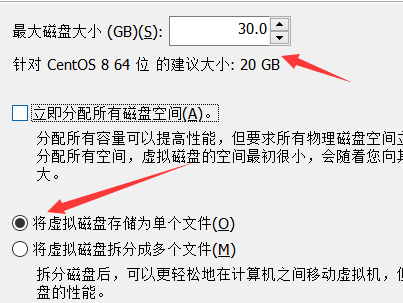 最大磁盘大小 (GB)(S): 30.0
针对 CentOS 8 64 位 的建议大小: 20 GB
立即分配所有磁盘空间(A)。
分配所有容量可以提高性能，但要求所有物理磁盘空间立
分配所有空间，虚拟磁盘的空间最初很小，会随着您向其
大。
将虚拟磁盘存储为单个文件(O)
将虚拟磁盘拆分成多个文件(M)
拆分磁盘后，可以更轻松地在计算机之间移动虚拟机，但
盘的性能。